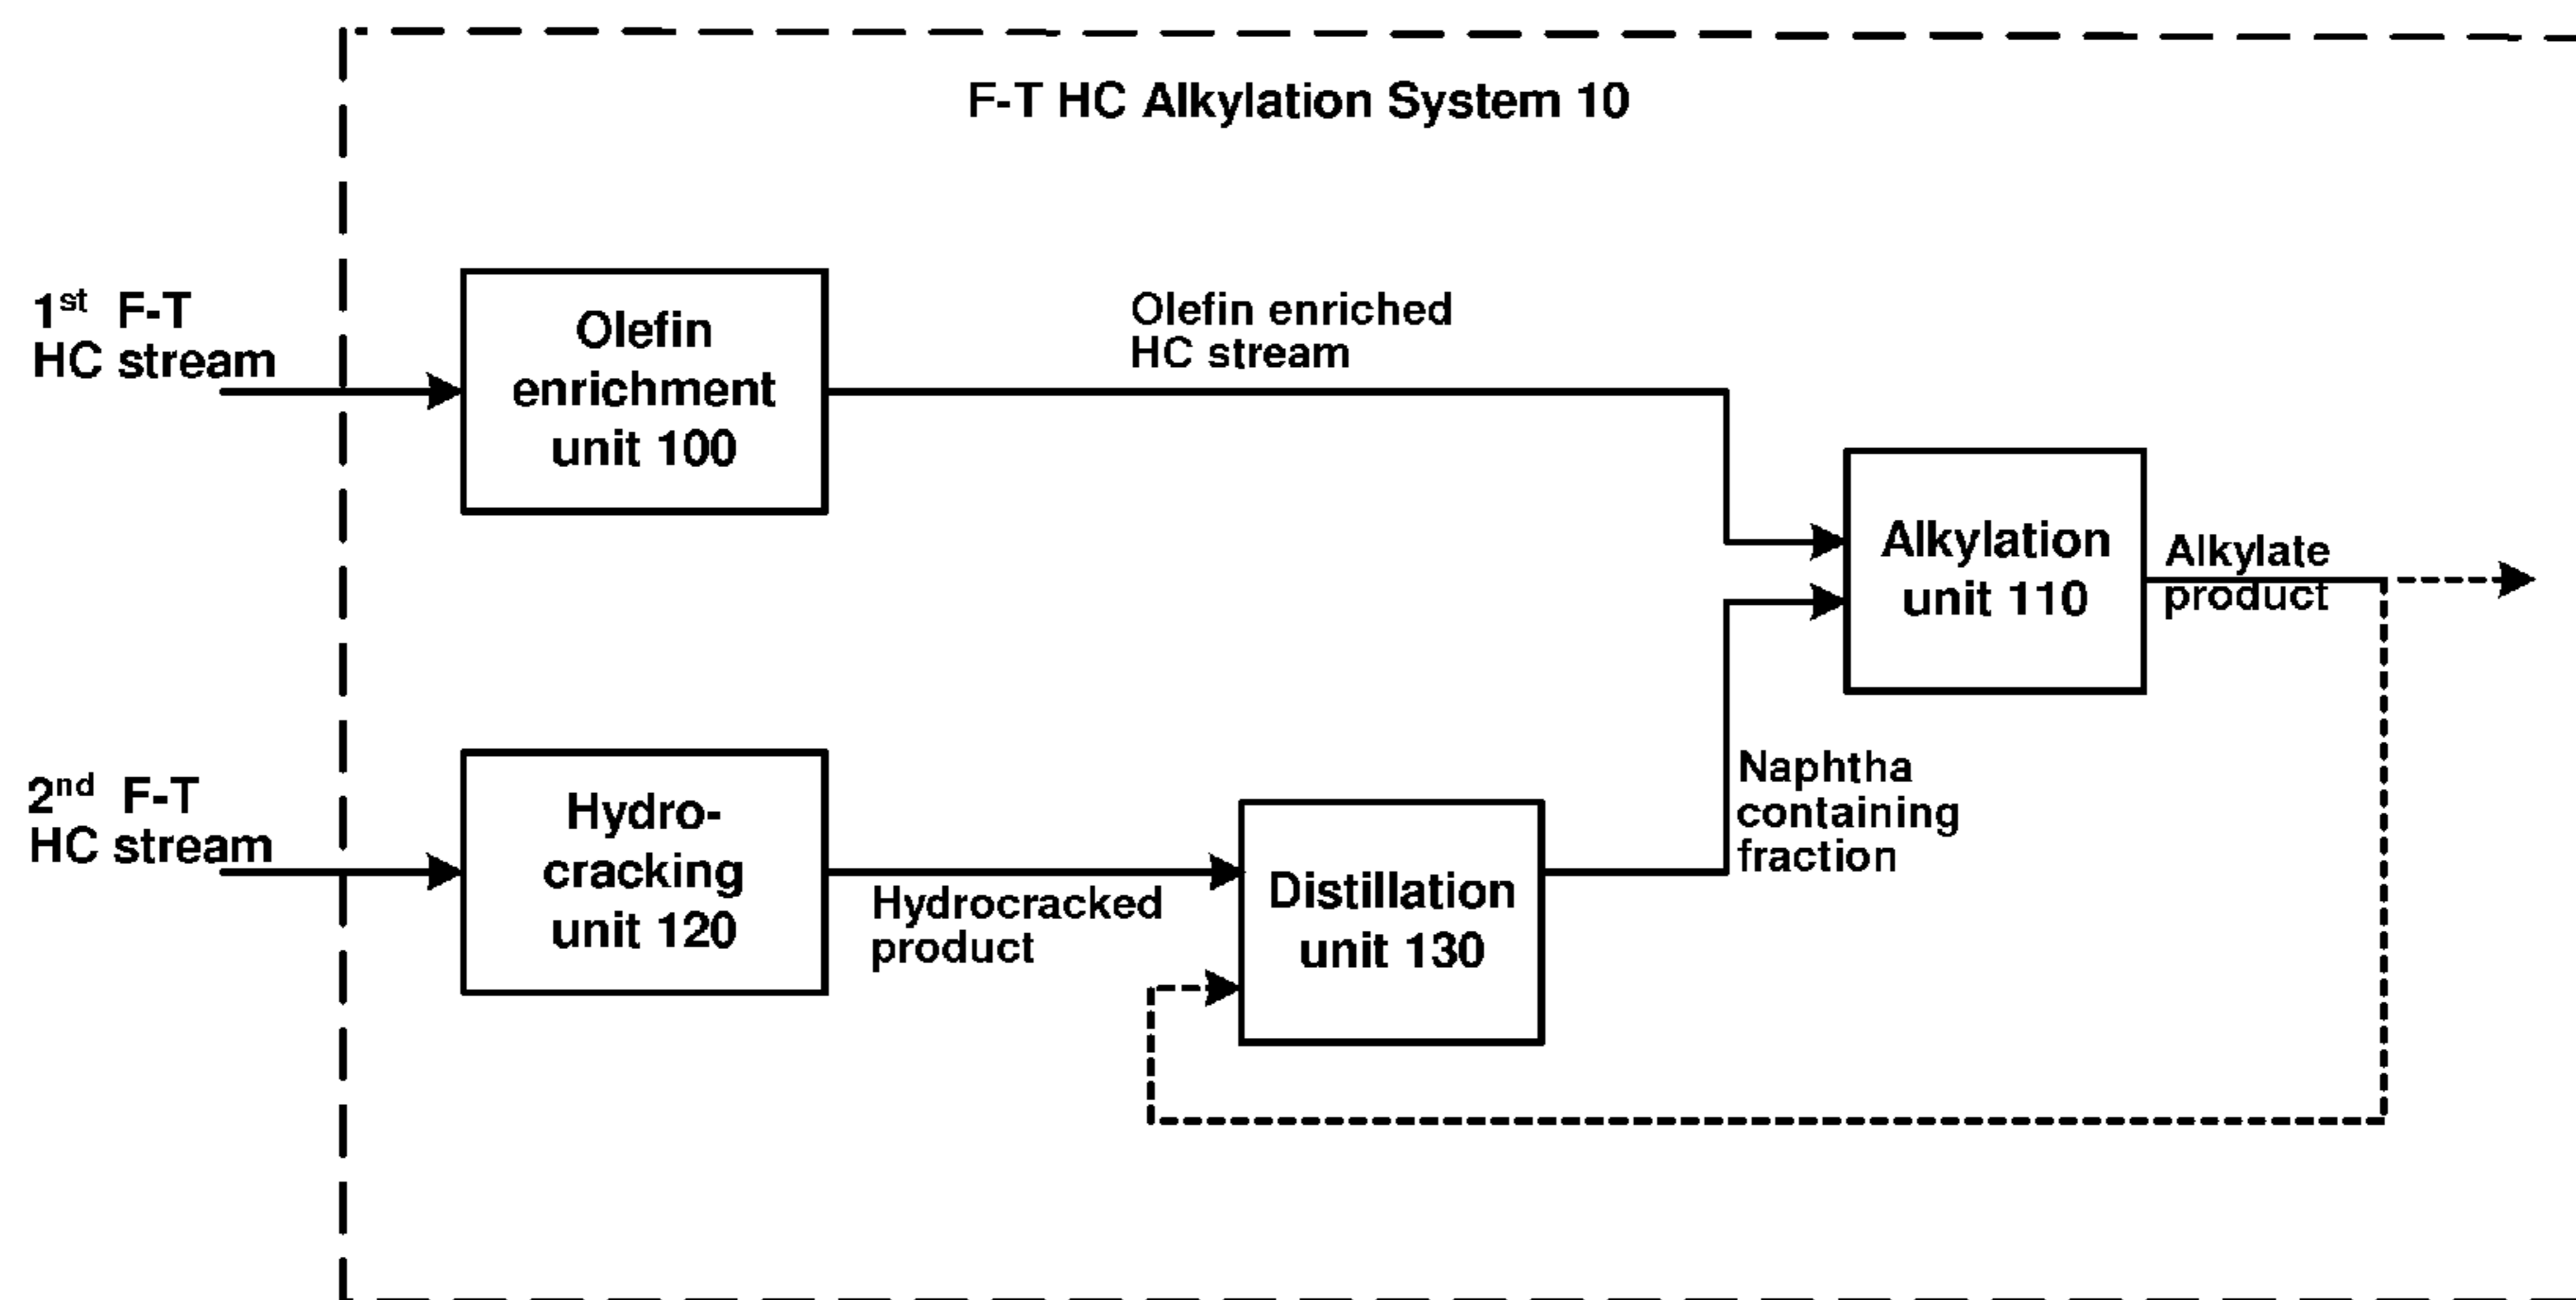 F-T HC Alkylation System 10
1st F-T
HC stream
Olefin
enrichment
unit 100
Olefin enriched
HC stream
Alkylation
unit 110
Alkylate
product
2nd F-T
HC stream
Hydro-
cracking
unit 120
Hydrocracked
product
Distillation
unit 130
Naphtha
containing
fraction